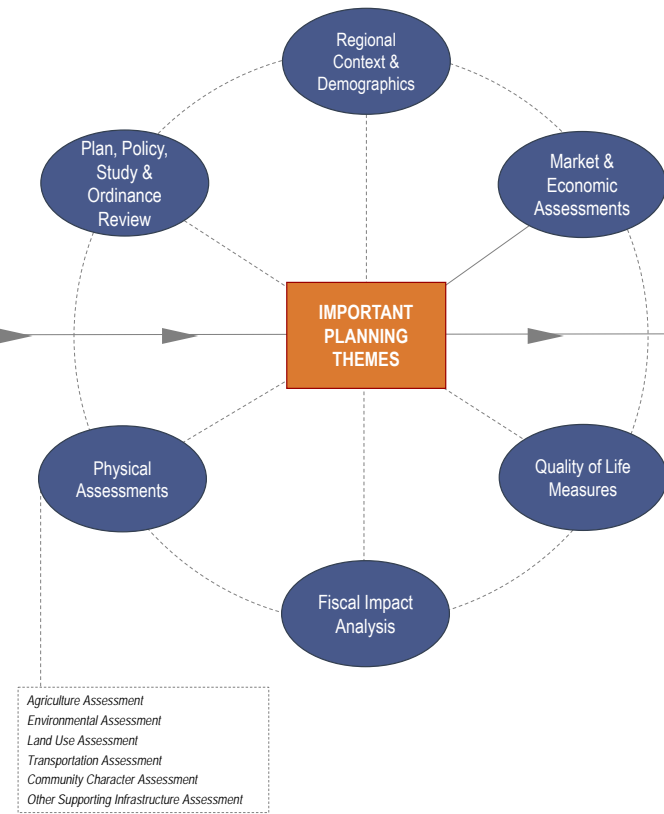 Regional
Context &
Demographics
Plan, Policy,
Study &
Ordinance
Review
Market &
Economic
Assessments
IMPORTANT
PLANNING
THEMES
Physical
Assessments
Quality of Life
Measures
Fiscal Impact
Analysis
Agriculture Assessment
Environmental Assessment
Land Use Assessment
Transportation Assessment
Community Character Assessment
Other Supporting Infrastructure Assessment